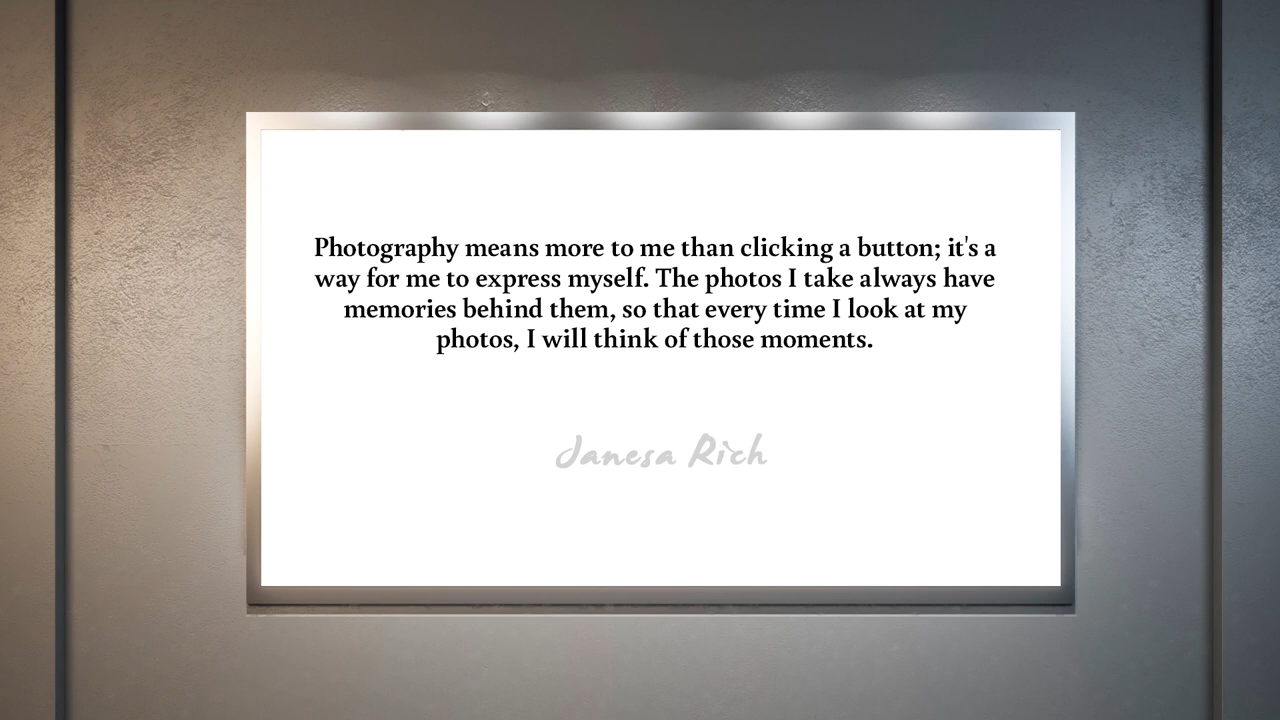 Photography means more to me than clicking a button; it's a
way for me to express myself. The photos I take always have
memories behind them, so that every time I look at my
photos, I will think of those moments.
Janesa Rich